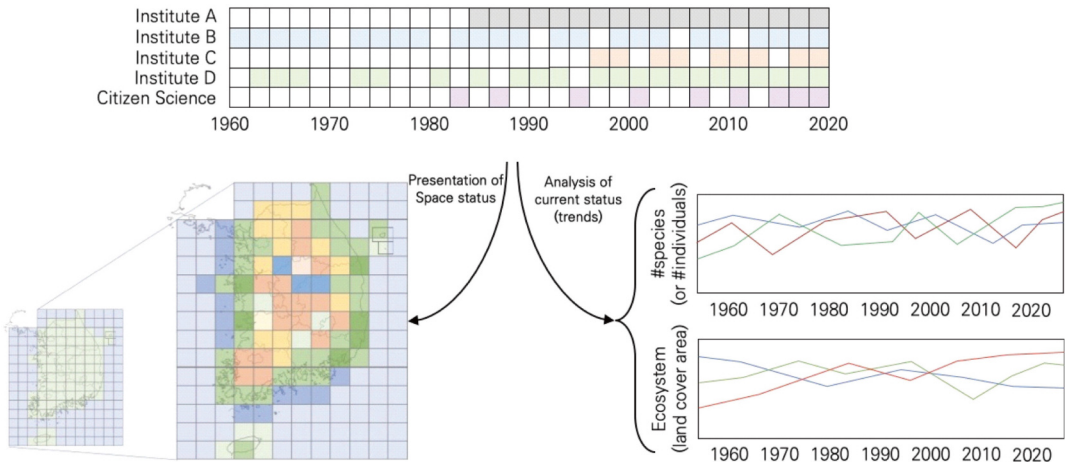 Institute A
Institute B
Institute C
Institute D
Citizen Science
1960 1970 1980 1990 2000 2010 2020
Presentation of
Space status
Analysis of
current status
(trends)
#species
(or #individuals)
1960 1970 1980 1990 2000 2010 2020
Ecosystem
(land cover area)
1960 1970 1980 1990 2000 2010 2020